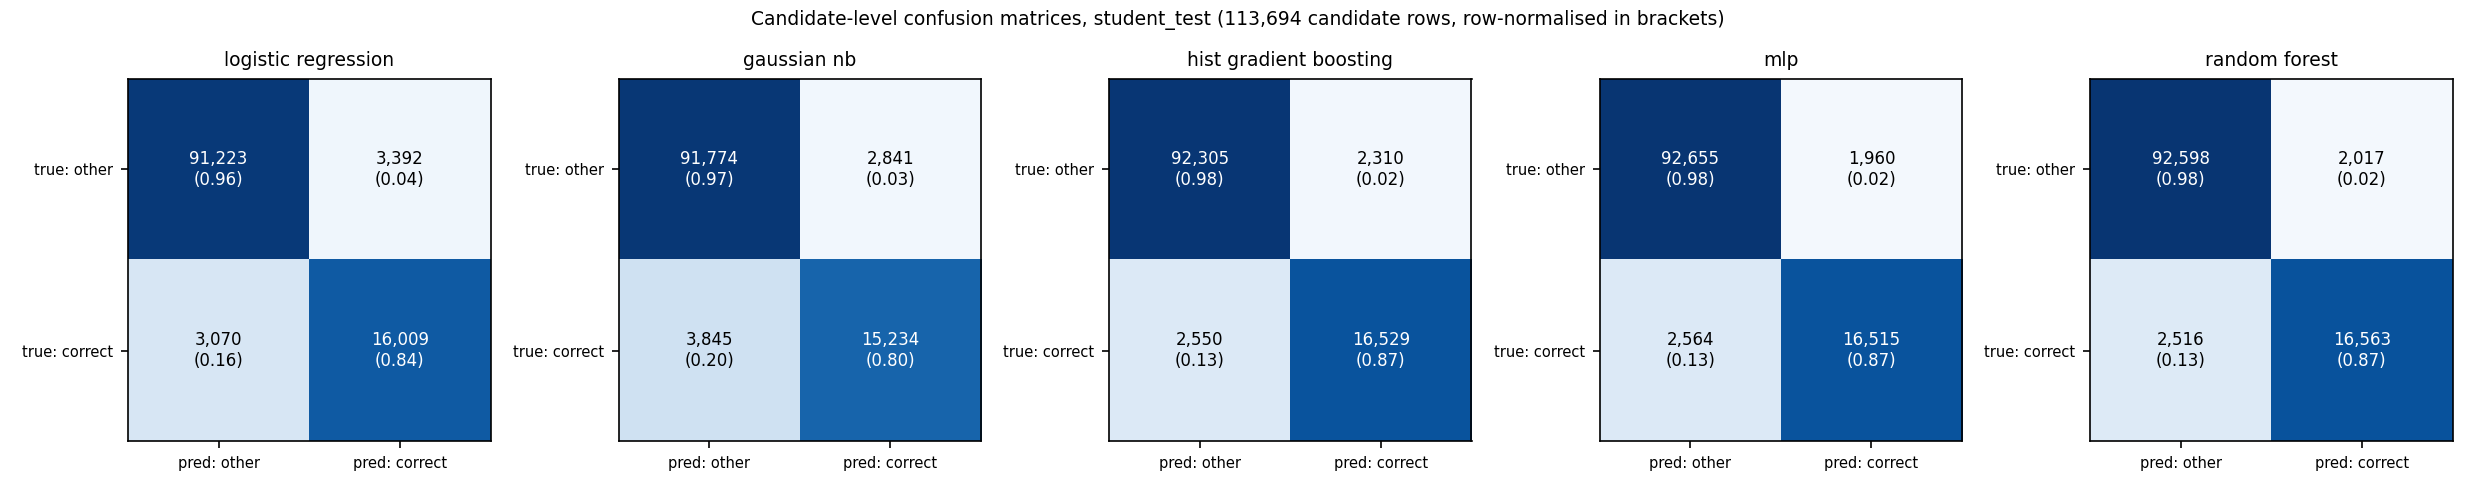 Candidate-level confusion matrices, student_test (113,694 candidate rows, row-normalised in brackets)
logistic regression
true: other
91,223
(0.96)
3,392
(0.04)
true: correct
3,070
(0.16)
16,009
(0.84)
pred: other
pred: correct
gaussian nb
true: other
91,774
(0.97)
2,841
(0.03)
true: correct
3,845
(0.20)
15,234
(0.80)
pred: other
pred: correct
hist gradient boosting
true: other
92,305
(0.98)
2,310
(0.02)
true: correct
2,550
(0.13)
16,529
(0.87)
pred: other
pred: correct
mlp
true: other
92,655
(0.98)
1,960
(0.02)
true: correct
2,564
(0.13)
16,515
(0.87)
pred: other
pred: correct
random forest
true: other
92,598
(0.98)
2,017
(0.02)
true: correct
2,516
(0.13)
16,563
(0.87)
pred: other
pred: correct